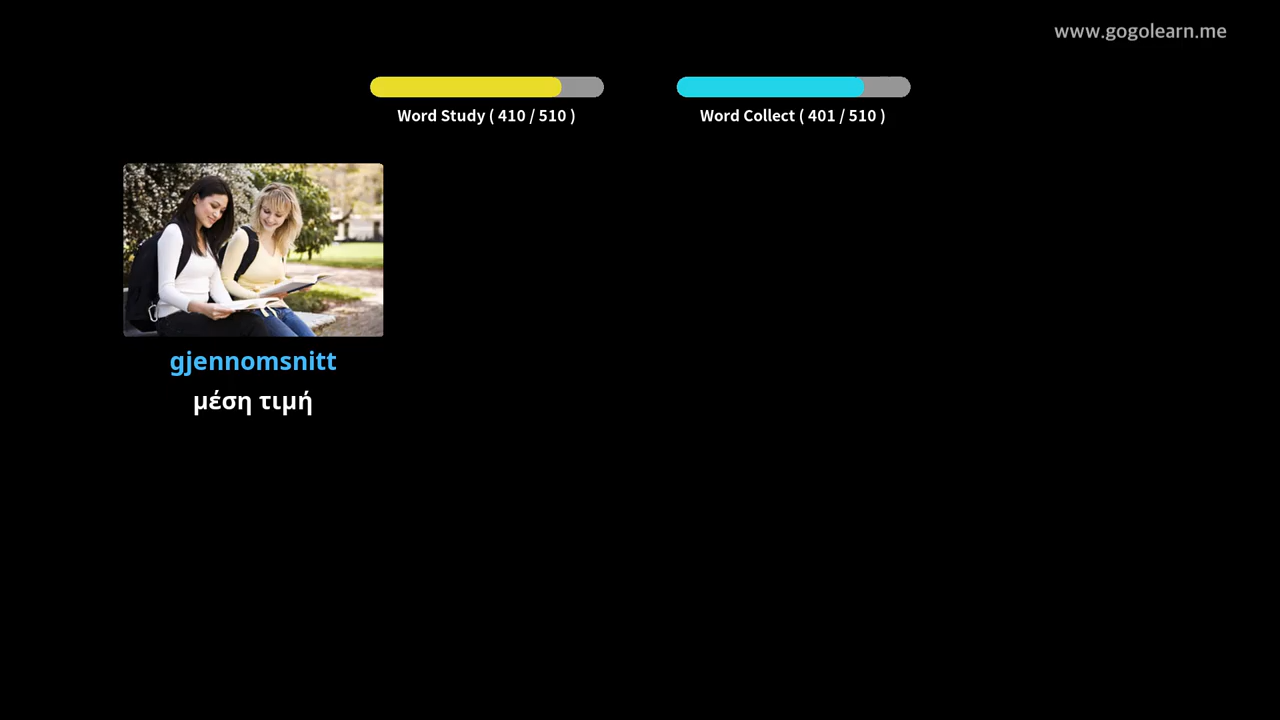 www.gogolearn.me
Word Study ( 410 / 510 )
Word Collect ( 401 / 510 )
gjennomsnitt
μέση τιμή